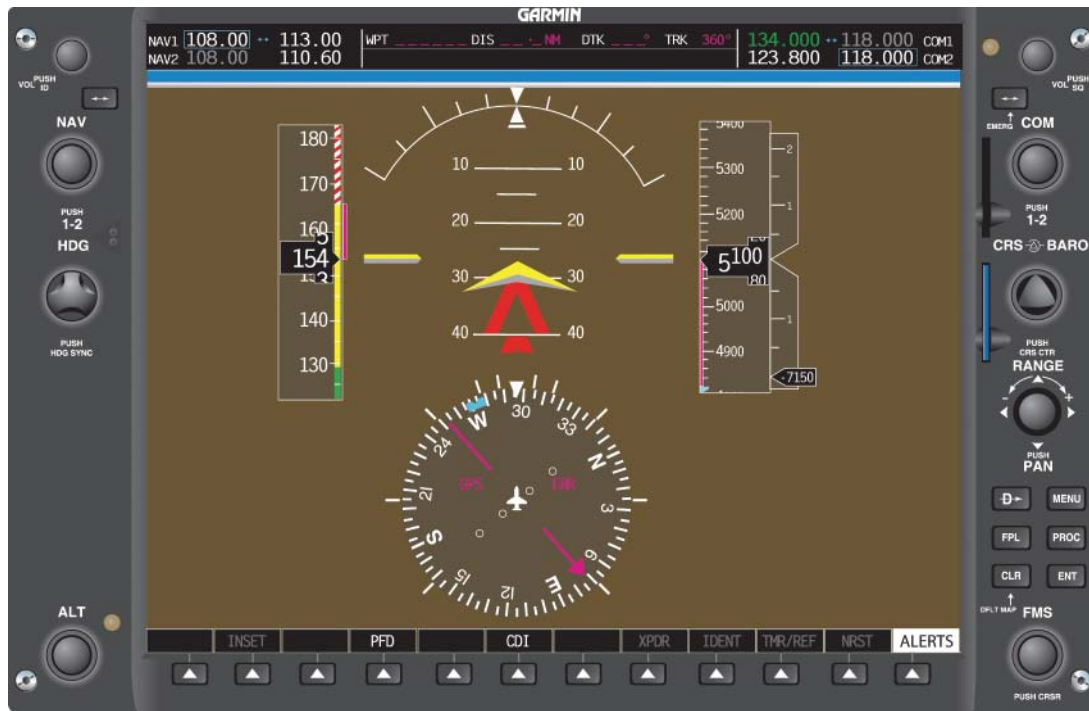 GARMIN
NAV1 108.00 ↔ 113.00 WPT _ _ _ _ _ _ DIS _ _ . _ NM DTK _ _ _° TRK 360° 134.000 ↔ 118.000 COM1
NAV2 108.00 110.60 123.800 118.000 COM2
VOL PUSH ID
VOL PUSH SQ
NAV
PUSH
1-2
HDG
PUSH
HDG SYNC
ALT
EMERG
COM
PUSH
1-2
CRS BARO
PUSH
CRS CTR
RANGE
- +
PUSH
PAN
D MENU
FPL PROC
CLR ENT
DFLT MAP
FMS
PUSH CRSR
180
170
160
154
140
130
10 10
20 20
30 30
40 40
5400
5300
5200
5100
20
80
5000
4900
2
1
1
-7150
30
33
N
3
6
E
12
15
S
21
24
W
GPS
INSET PFD CDI XPDR IDENT TMR/REF NRST ALERTS